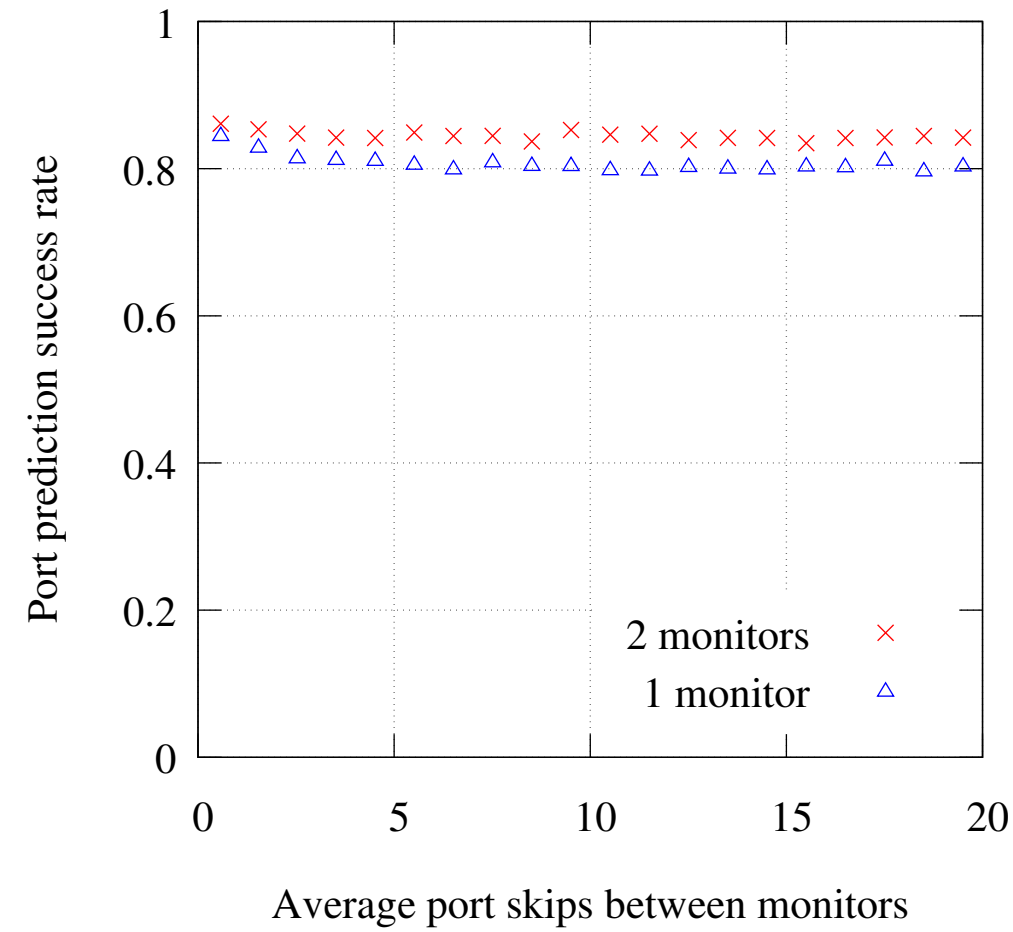 1
0.8
0.6
0.4
0.2
0
Port prediction success rate
2 monitors
1 monitor
0 5 10 15 20
Average port skips between monitors